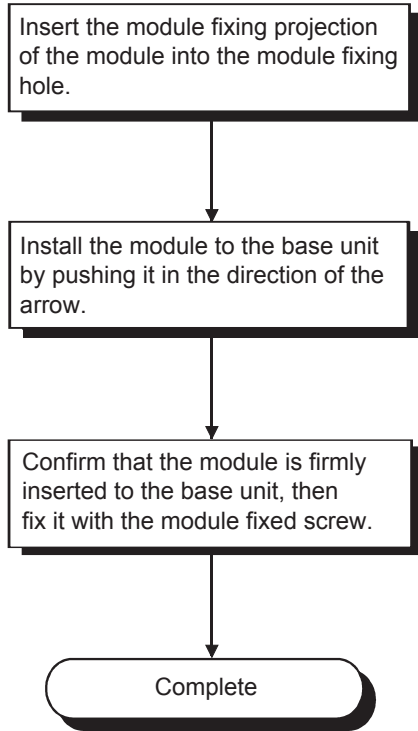 Insert the module fixing projection
of the module into the module fixing
hole.
Install the module to the base unit
by pushing it in the direction of the
arrow.
Confirm that the module is firmly
inserted to the base unit, then
fix it with the module fixed screw.
Complete